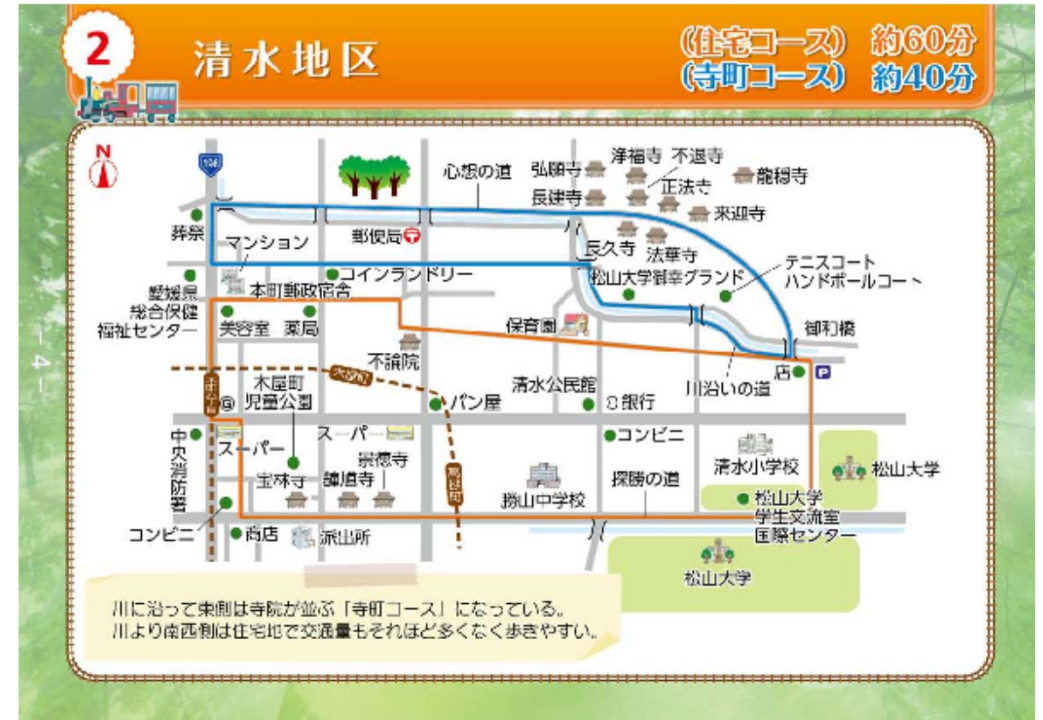 2
清水地区
(住宅コース) 約60分
(寺町コース) 約40分
N
196
心想の道
弘願寺
浄福寺
不退寺
龍穏寺
長建寺
正法寺
来迎寺
葬祭
マンション
郵便局
長久寺
法華寺
コインランドリー
松山大学御幸グランド
テニスコート
ハンドボールコート
愛媛県
総合保健
福祉センター
本町郵政宿舎
美容室
薬局
保育園
御和橋
不論院
店
P
川沿いの道
木屋町
木屋町
児童公園
パン屋
清水公民館
銀行
高砂町
中央消防署
スーパー
スーパー
コンビニ
宝林寺
崇徳寺
勝山中学校
探勝の道
清水小学校
松山大学
松山大学
学生交流室
国際センター
コンビニ
商店
派出所
松山大学
川に沿って東側は寺院が並ぶ「寺町コース」になっている。
川より南西側は住宅地で交通量もそれほど多くなく歩きやすい。
－4－